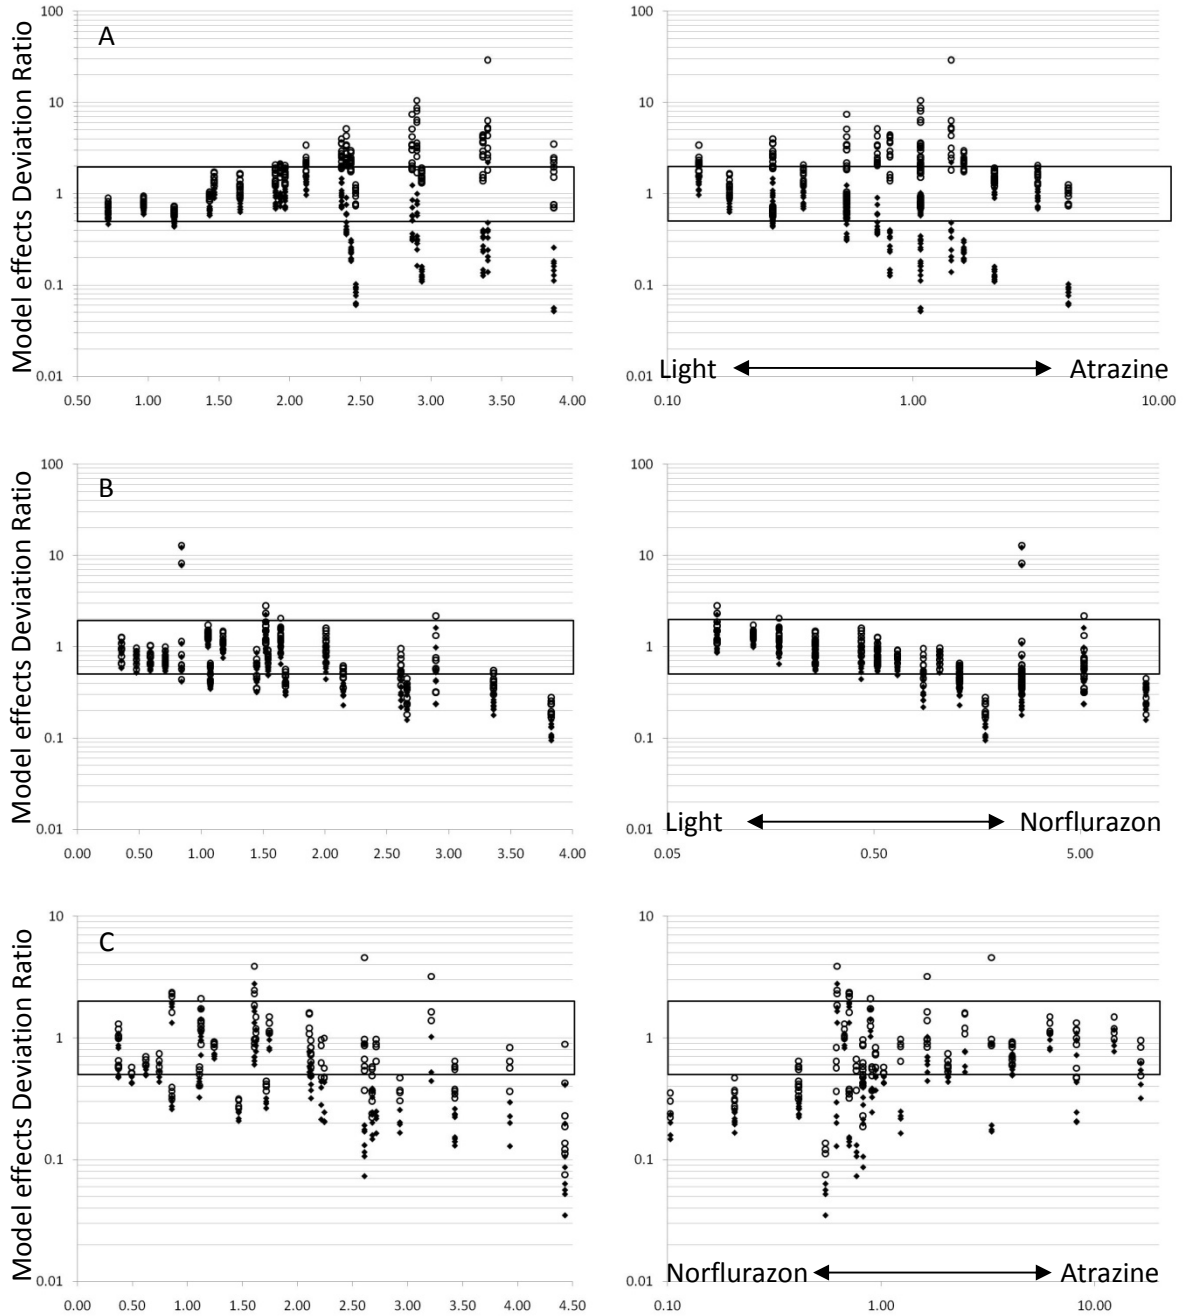 Model effects Deviation Ratio
A
100
10
1
0.1
0.01
0.50 1.00 1.50 2.00 2.50 3.00 3.50 4.00
100
10
1
0.1
0.01
Light Atrazine
0.10 1.00 10.00
Model effects Deviation Ratio
B
100
10
1
0.1
0.01
0.00 0.50 1.00 1.50 2.00 2.50 3.00 3.50 4.00
100
10
1
0.1
0.01
Light Norflurazon
0.05 0.50 5.00
Model effects Deviation Ratio
C
10
1
0.1
0.01
0.00 0.50 1.00 1.50 2.00 2.50 3.00 3.50 4.00 4.50
10
1
0.1
0.01
Norflurazon Atrazine
0.10 1.00 10.00